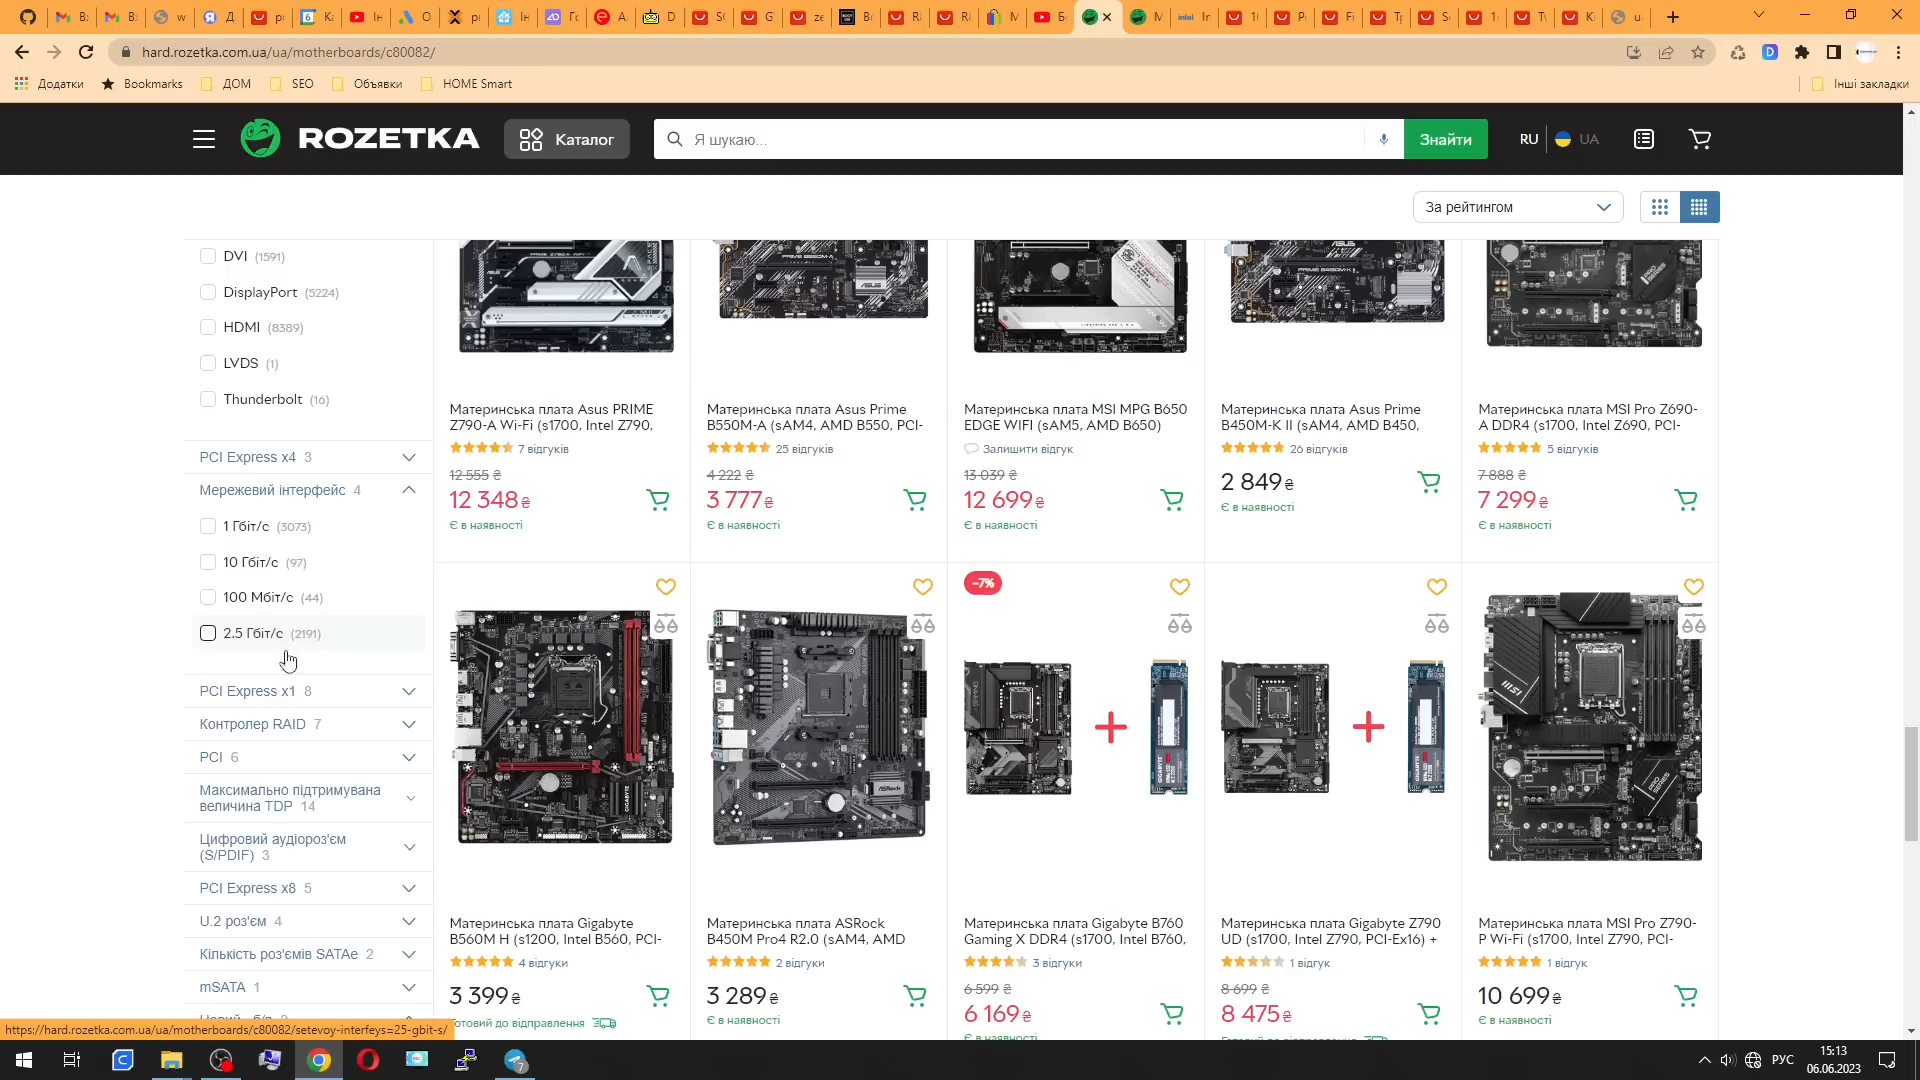 hard.rozetka.com.ua/ua/motherboards/c80082/
Додатки
Bookmarks
ДОМ
SEO
Объявки
HOME Smart
Інші закладки
ROZETKA
Каталог
Я шукаю...
Знайти
RU
UA
За рейтингом
DVI (1591)
DisplayPort (5224)
HDMI (8389)
LVDS (1)
Thunderbolt (16)
PCI Express x4 3
Мережевий інтерфейс 4
1 Гбіт/с (3073)
10 Гбіт/с (97)
100 Мбіт/с (44)
2.5 Гбіт/с (2191)
PCI Express x1 8
Контролер RAID 7
PCI 6
Максимально підтримувана
величина TDP 14
Цифровий аудіороз'єм
(S/PDIF) 3
PCI Express x8 5
U.2 роз'єм 4
Кількість роз'ємів SATAe 2
mSATA 1
Материнська плата Asus PRIME
Z790-A Wi-Fi (s1700, Intel Z790,
7 відгуків
12 555 ₴
12 348 ₴
Є в наявності
Материнська плата Asus Prime
B550M-A (sAM4, AMD B550, PCI-
25 відгуків
4 222 ₴
3 777 ₴
Є в наявності
Материнська плата MSI MPG B650
EDGE WIFI (sAM5, AMD B650)
Залишити відгук
13 039 ₴
12 699 ₴
Є в наявності
Материнська плата Asus Prime
B450M-K II (sAM4, AMD B450,
26 відгуків
2 849 ₴
Є в наявності
Материнська плата MSI Pro Z690-
A DDR4 (s1700, Intel Z690, PCI-
5 відгуків
7 888 ₴
7 299 ₴
Є в наявності
Материнська плата Gigabyte
B560M H (s1200, Intel B560, PCI-
4 відгуки
3 399 ₴
Готовий до відправлення
Материнська плата ASRock
B450M Pro4 R2.0 (sAM4, AMD
2 відгуки
3 289 ₴
Є в наявності
-7%
Материнська плата Gigabyte B760
Gaming X DDR4 (s1700, Intel B760,
3 відгуки
6 599 ₴
6 169 ₴
Є в наявності
Материнська плата Gigabyte Z790
UD (s1700, Intel Z790, PCI-Ex16) +
1 відгук
8 699 ₴
8 475 ₴
Материнська плата MSI Pro Z790-
P Wi-Fi (s1700, Intel Z790, PCI-
1 відгук
10 699 ₴
Є в наявності
https://hard.rozetka.com.ua/ua/motherboards/c80082/setevoy-interfeys=25-gbit-s/
РУС
15:13
06.06.2023